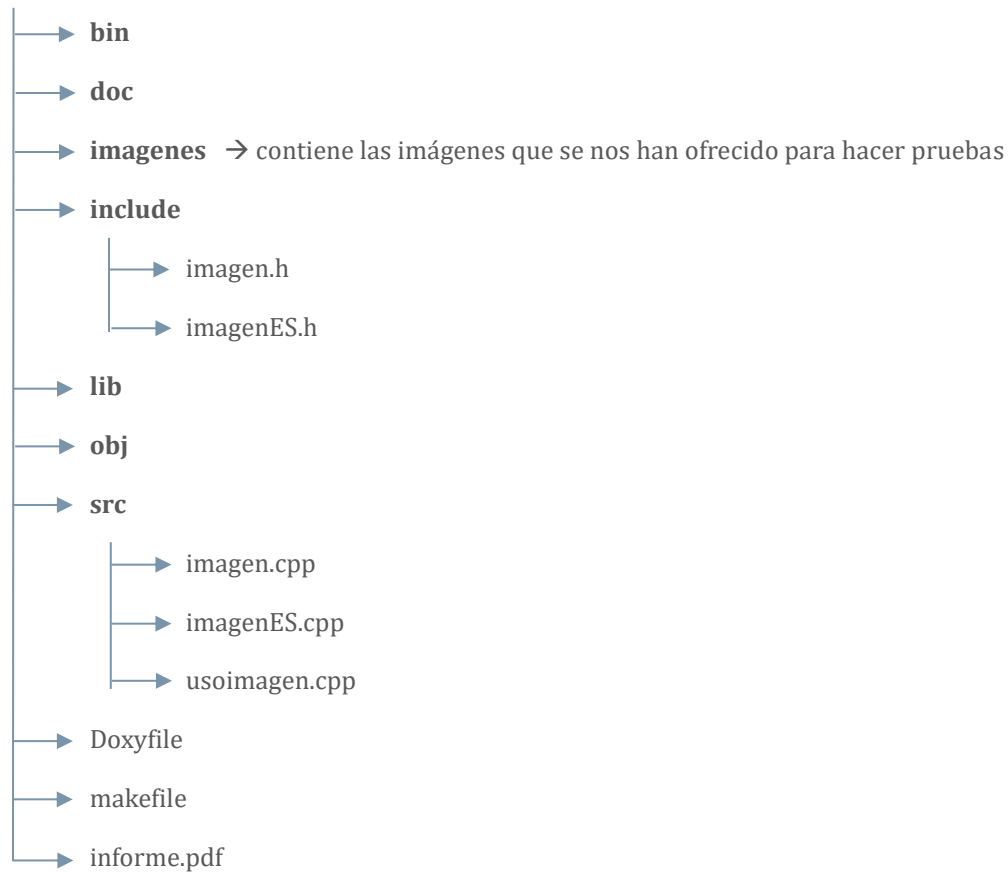 bin
doc
imagenes → contiene las imágenes que se nos han ofrecido para hacer pruebas
include
imagen.h
imagenES.h
lib
obj
src
imagen.cpp
imagenES.cpp
usoimagen.cpp
Doxyfile
makefile
informe.pdf